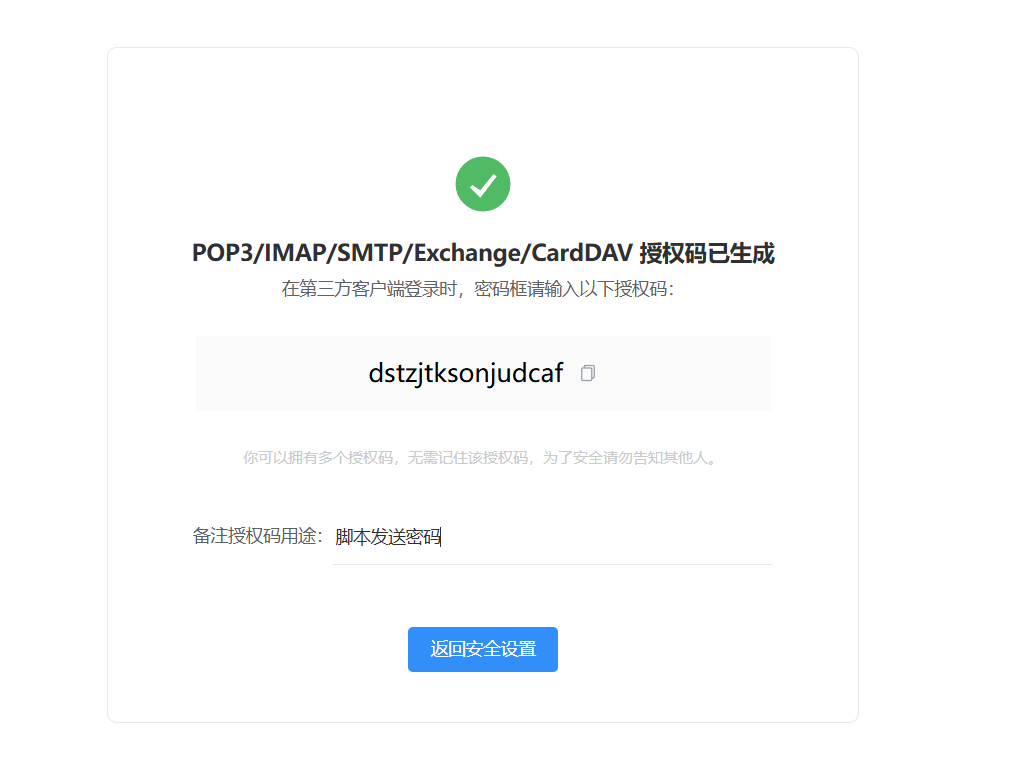 POP3/IMAP/SMTP/Exchange/CardDAV 授权码已生成
在第三方客户端登录时，密码框请输入以下授权码：
dstzjtksonjudcaf
你可以拥有多个授权码，无需记住该授权码，为了安全请勿告知其他人。
备注授权码用途：脚本发送密码
返回安全设置